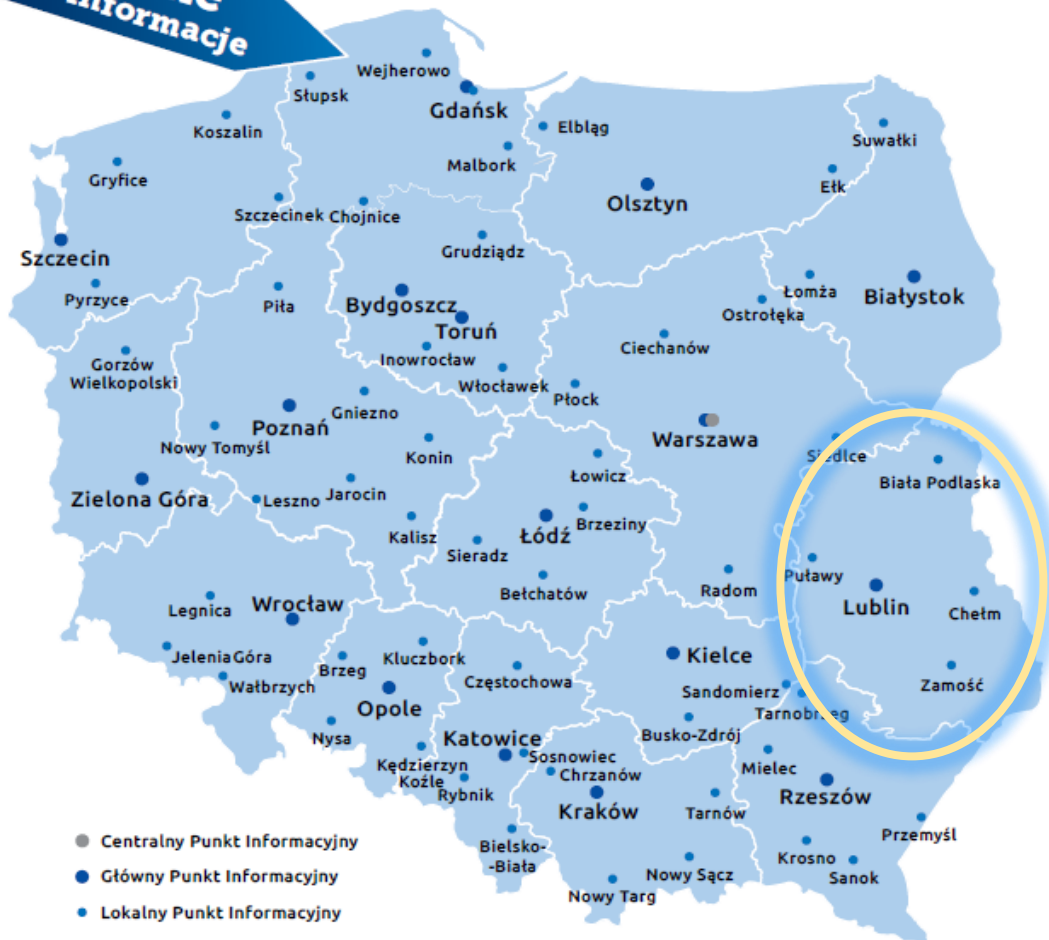 Informacje
Wejherowo
Słupsk
Gdańsk
Koszalin
Elbląg
Suwałki
Malbork
Gryfice
Ełk
Olsztyn
Szczecinek
Chojnice
Grudziądz
Szczecin
Pyrzyce
Piła
Bydgoszcz
Łomża
Białystok
Ostrołęka
Toruń
Ciechanów
Inowrocław
Gorzów
Wielkopolski
Włocławek
Płock
Gniezno
Poznań
Warszawa
Nowy Tomyśl
Konin
Siedlce
Łowicz
Biała Podlaska
Zielona Góra
Leszno
Jarocin
Brzeziny
Kalisz
Łódź
Sieradz
Puławy
Bełchatów
Radom
Lublin
Legnica
Wrocław
Chełm
Jelenia Góra
Kluczbork
Kielce
Brzeg
Wałbrzych
Częstochowa
Zamość
Sandomierz
Opole
Tarnobrzeg
Nysa
Katowice
Busko-Zdrój
Sosnowiec
Kędzierzyn
Koźle
Chrzanów
Mielec
Rybnik
Rzeszów
Kraków
Tarnów
Przemyśl
Centralny Punkt Informacyjny
Bielsko-
-Biała
Krosno
Główny Punkt Informacyjny
Nowy Sącz
Sanok
Nowy Targ
Lokalny Punkt Informacyjny